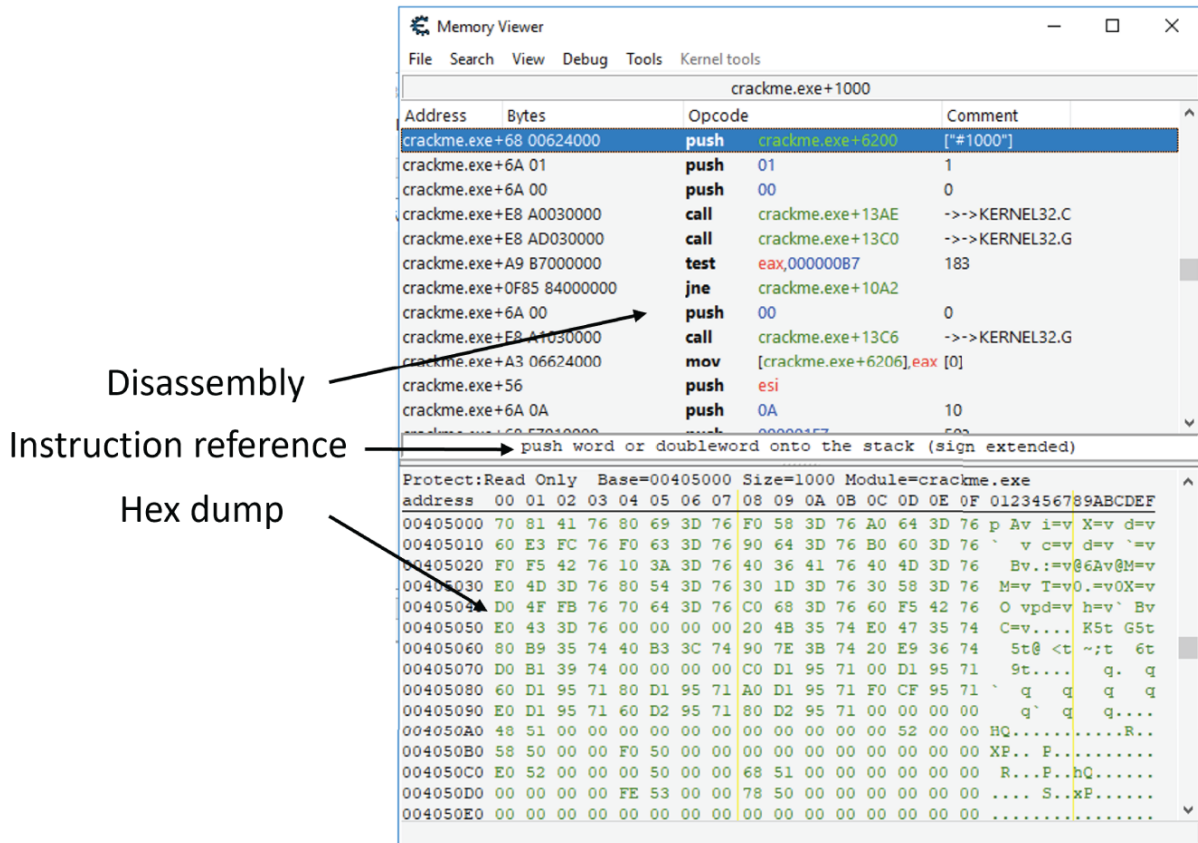 Memory Viewer
File Search View Debug Tools Kernel tools
crackme.exe+1000
Address Bytes Opcode Comment
crackme.exe+68 00624000 push crackme.exe+6200 ["#1000"]
crackme.exe+6A 01 push 01 1
crackme.exe+6A 00 push 00 0
crackme.exe+E8 A0030000 call crackme.exe+13AE ->->KERNEL32.C
crackme.exe+E8 AD030000 call crackme.exe+13C0 ->->KERNEL32.G
crackme.exe+A9 B7000000 test eax,000000B7 183
crackme.exe+0F85 84000000 jne crackme.exe+10A2
crackme.exe+6A 00 push 00 0
crackme.exe+E8 A1030000 call crackme.exe+13C6 ->->KERNEL32.G
crackme.exe+A3 06624000 mov [crackme.exe+6206],eax [0]
Disassembly
crackme.exe+56 push esi
crackme.exe+6A 0A push 0A 10
Instruction reference
push word or doubleword onto the stack (sign extended)
Hex dump
Protect:Read Only Base=00405000 Size=1000 Module=crackme.exe
address 00 01 02 03 04 05 06 07 08 09 0A 0B 0C 0D 0E 0F 0123456789ABCDEF
00405000 70 81 41 76 80 69 3D 76 F0 58 3D 76 A0 64 3D 76 p Av i=v X=v d=v
00405010 60 E3 FC 76 F0 63 3D 76 90 64 3D 76 B0 60 3D 76 ` v c=v d=v `=v
00405020 F0 F5 42 76 10 3A 3D 76 40 36 41 76 40 4D 3D 76 Bv.:=v@6Av@M=v
00405030 E0 4D 3D 76 80 54 3D 76 30 1D 3D 76 30 58 3D 76 M=v T=v0.=v0X=v
00405040 D0 4F FB 76 70 64 3D 76 C0 68 3D 76 60 F5 42 76 O vpd=v h=v` Bv
00405050 E0 43 3D 76 00 00 00 00 20 4B 35 74 E0 47 35 74 C=v.... K5t G5t
00405060 80 B9 35 74 40 B3 3C 74 90 7E 3B 74 20 E9 36 74 5t@ <t ~;t 6t
00405070 D0 B1 39 74 00 00 00 00 C0 D1 95 71 00 D1 95 71 9t.... q. q
00405080 60 D1 95 71 80 D1 95 71 A0 D1 95 71 F0 CF 95 71 ` q q q q
00405090 E0 D1 95 71 60 D2 95 71 80 D2 95 71 00 00 00 00 q` q q....
004050A0 48 51 00 00 00 00 00 00 00 00 00 00 00 52 00 00 HQ...........R..
004050B0 58 50 00 00 F0 50 00 00 00 00 00 00 00 00 00 00 XP.. P..........
004050C0 E0 52 00 00 00 50 00 00 68 51 00 00 00 00 00 00 R...P..hQ......
004050D0 00 00 00 00 FE 53 00 00 78 50 00 00 00 00 00 00 .... S..xP......
004050E0 00 00 00 00 00 00 00 00 00 00 00 00 00 00 00 00 ................